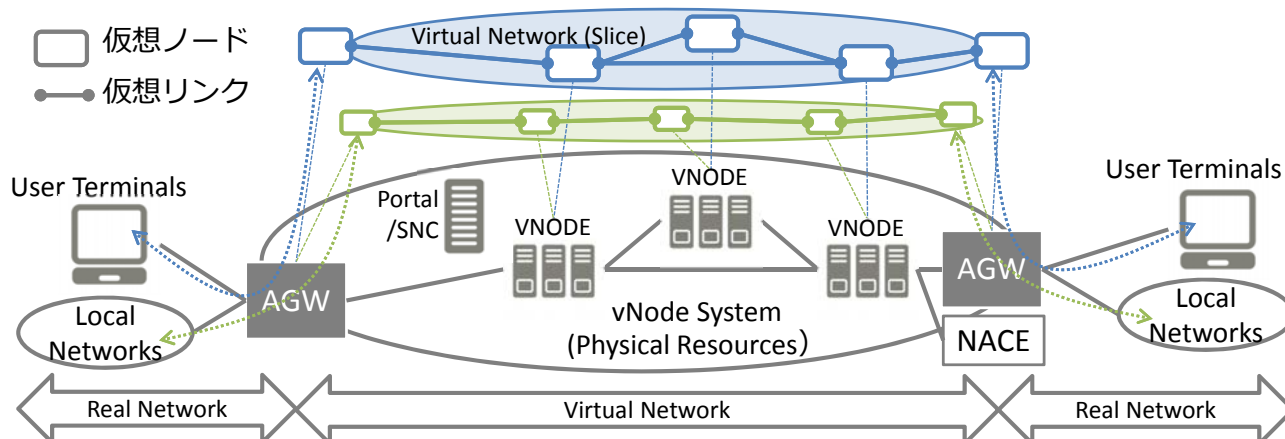 仮想ノード
仮想リンク
Virtual Network (Slice)
User Terminals
Portal
/SNC
VNODE
VNODE
VNODE
User Terminals
AGW
AGW
Local
Networks
vNode System
(Physical Resources）
NACE
Local
Networks
Real Network
Virtual Network
Real Network